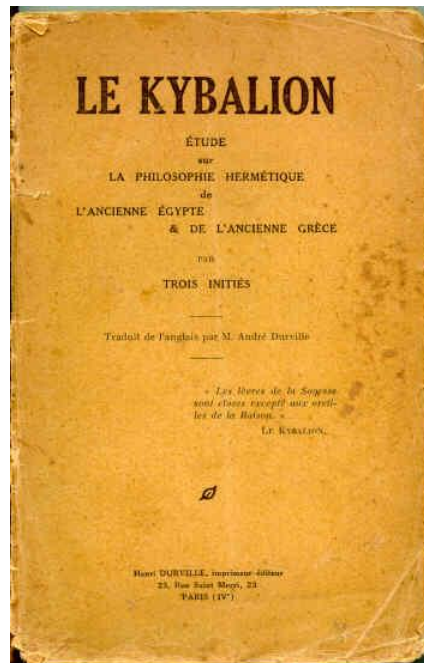 LE KYBALION
ÉTUDE
sur
LA PHILOSOPHIE HERMÉTIQUE
de
L'ANCIENNE ÉGYPTE
& DE L'ANCIENNE GRÈCE
PAR
TROIS INITIÉS
Traduit de l'anglais par M. André Durville
« Les lèvres de la Sagesse
sont closes excepté aux oreil-
les de la Raison. »
LE KYBALION.
Henri DURVILLE, imprimeur-éditeur
23, Rue Saint Merri, 23
PARIS (IVe)